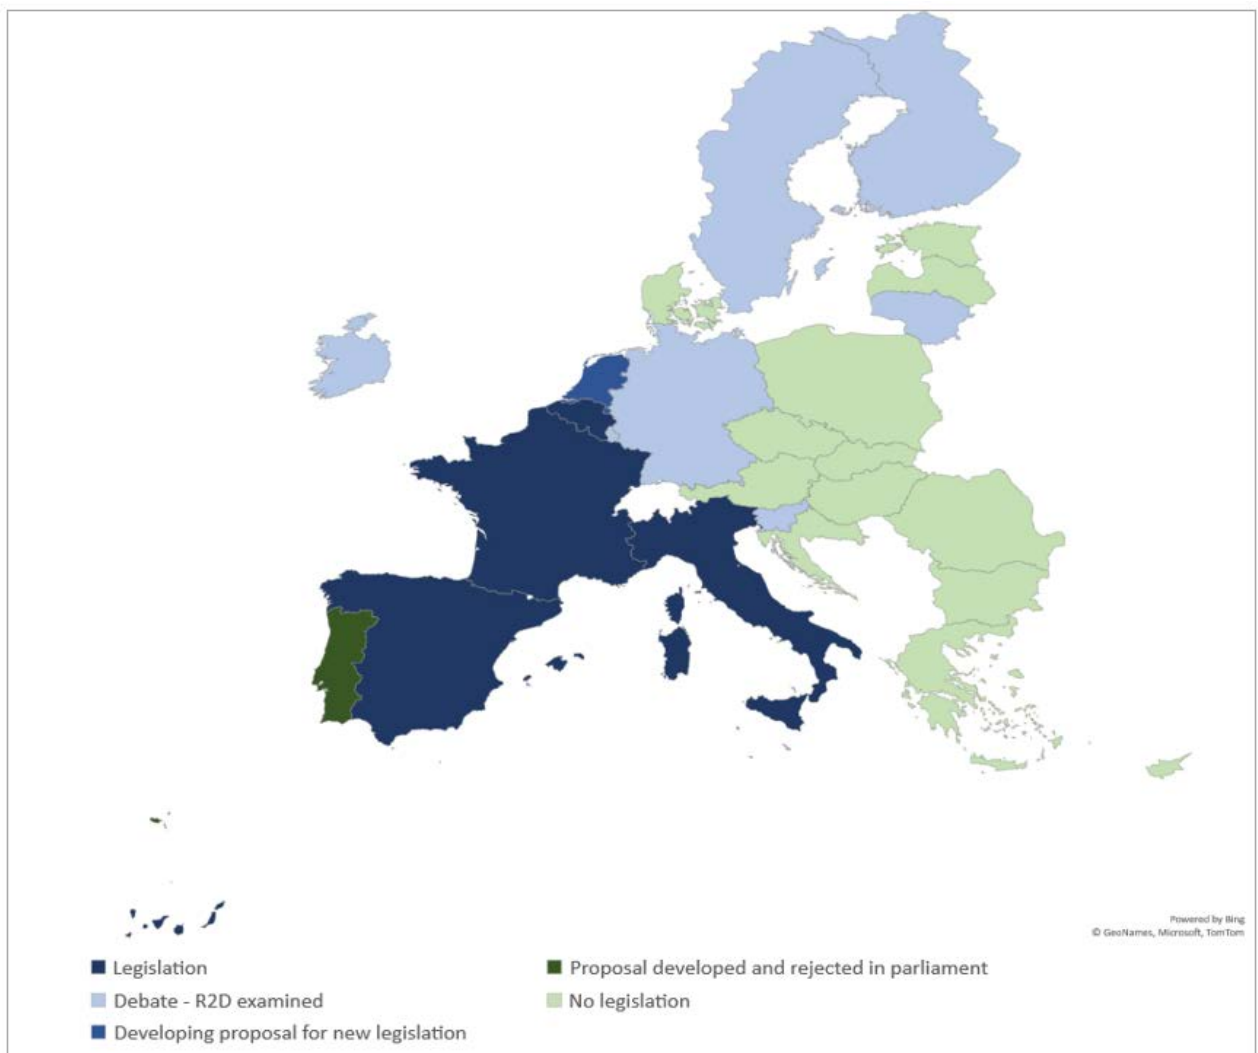 Powered by Bing
© GeoNames, Microsoft, TomTom
Legislation
Proposal developed and rejected in parliament
Debate - R2D examined
No legislation
Developing proposal for new legislation